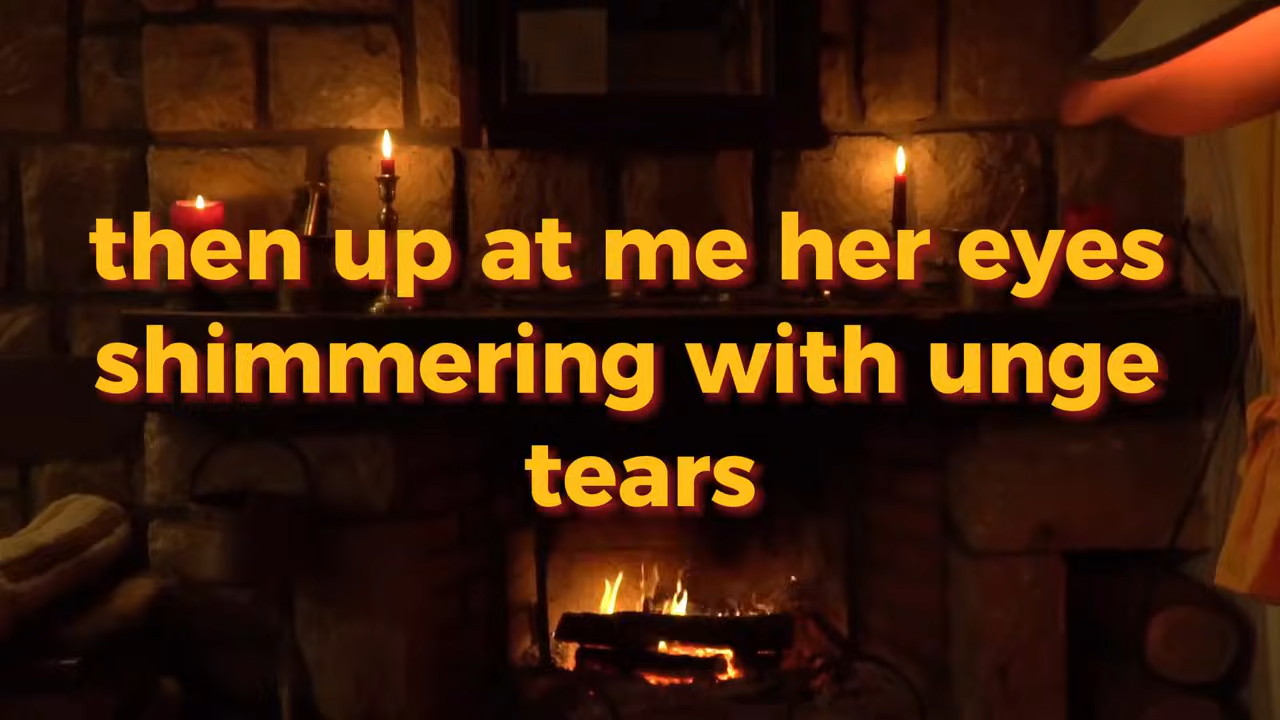 then up at me her eyes
shimmering with unge
tears